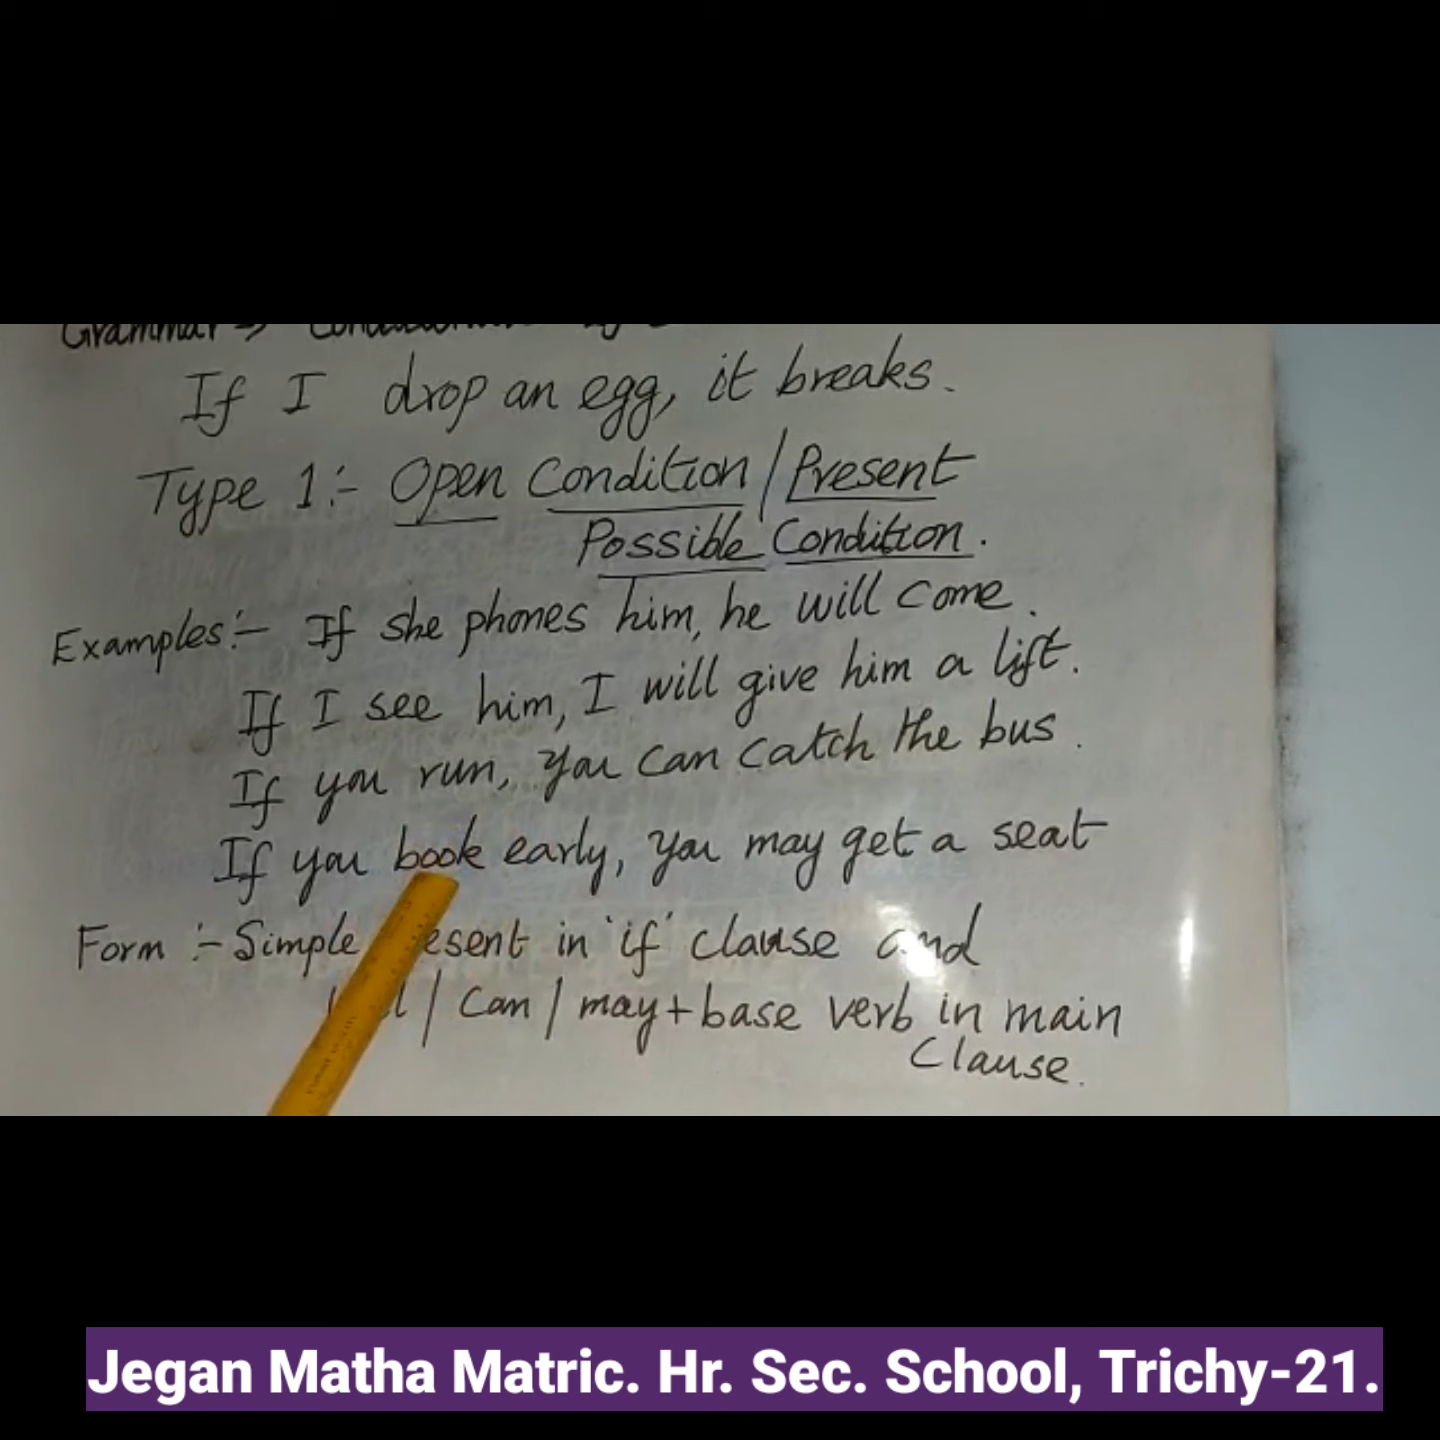 Grammar →
If I drop an egg, it breaks.
Type 1:- Open Condition / Present
Possible Condition.
Examples:- If she phones him, he will come.
If I see him, I will give him a lift.
If you run, you can catch the bus.
If you book early, you may get a seat
Form :- Simple esent in 'if' clause and
/ Can / may + base verb in main
Clause.
Jegan Matha Matric. Hr. Sec. School, Trichy-21.